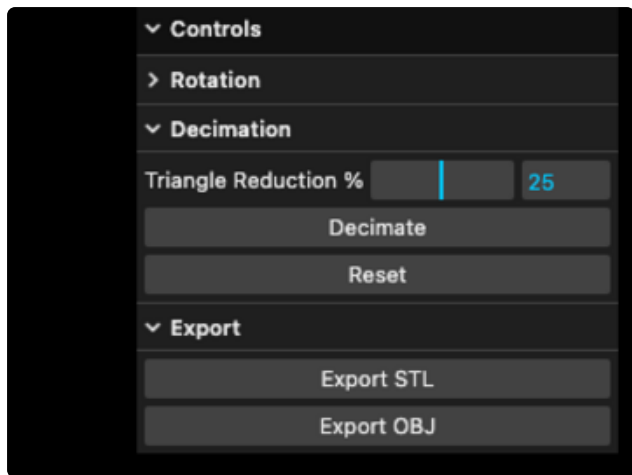 Controls
Rotation
Decimation
Triangle Reduction % 25
Decimate
Reset
Export
Export STL
Export OBJ